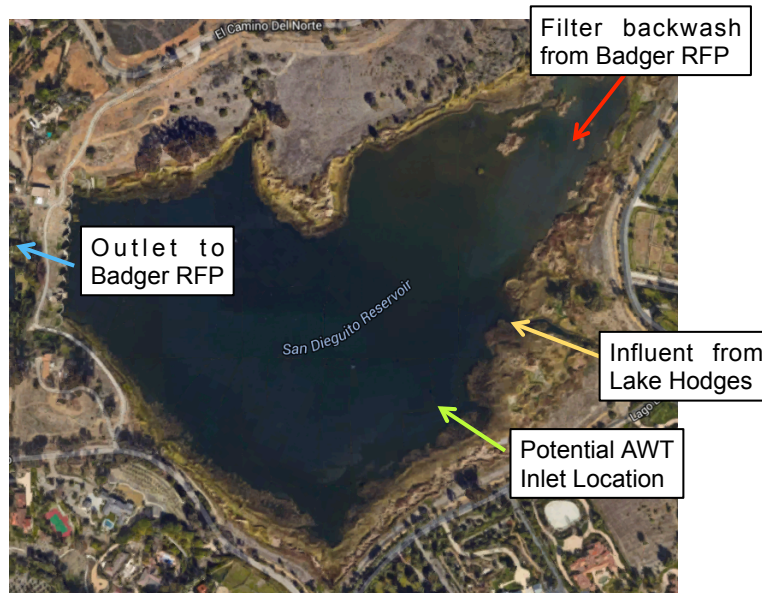 El Camino Del Norte
Filter backwash
from Badger RFP
Outlet to
Badger RFP
San Dieguito Reservoir
Influent from
Lake Hodges
Lago
Potential AWT
Inlet Location